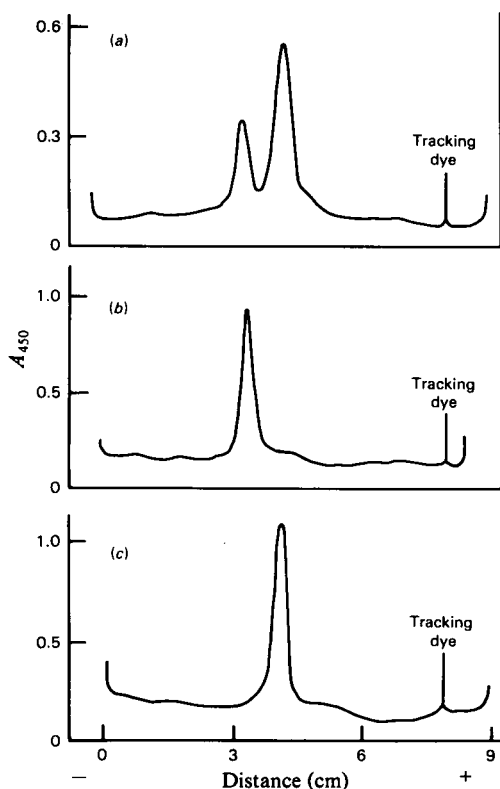 0.6
(a)
0.3
Tracking
dye
0
1.0
(b)
A450
0.5
Tracking
dye
0
1.0
(c)
Tracking
dye
0.5
0
0 3 6 9
− Distance (cm) +